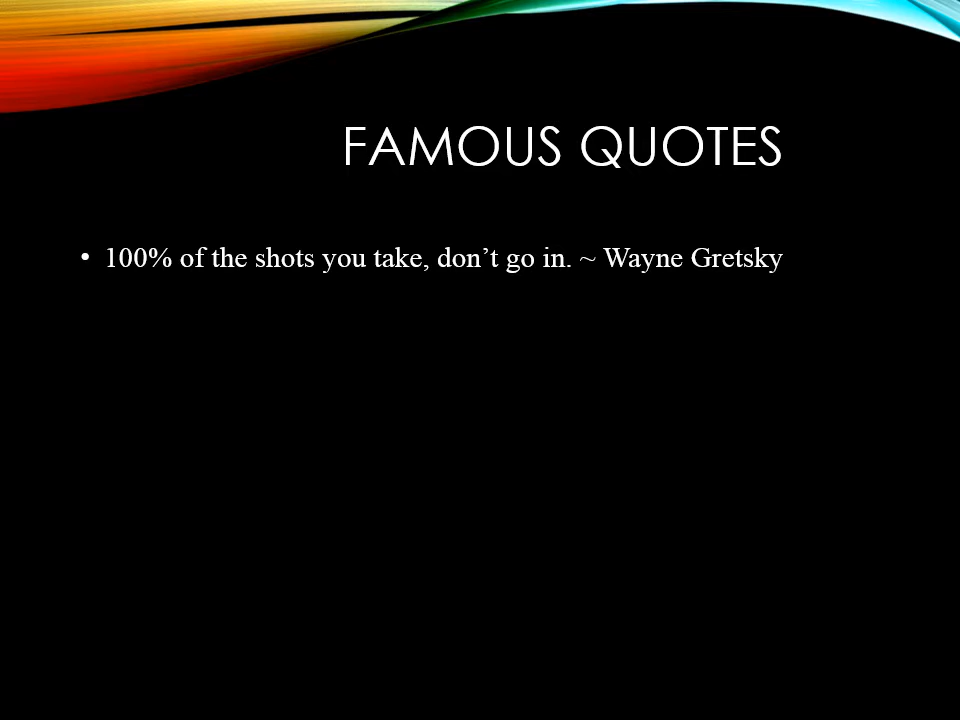 FAMOUS QUOTES
• 100% of the shots you take, don’t go in. ~ Wayne Gretsky